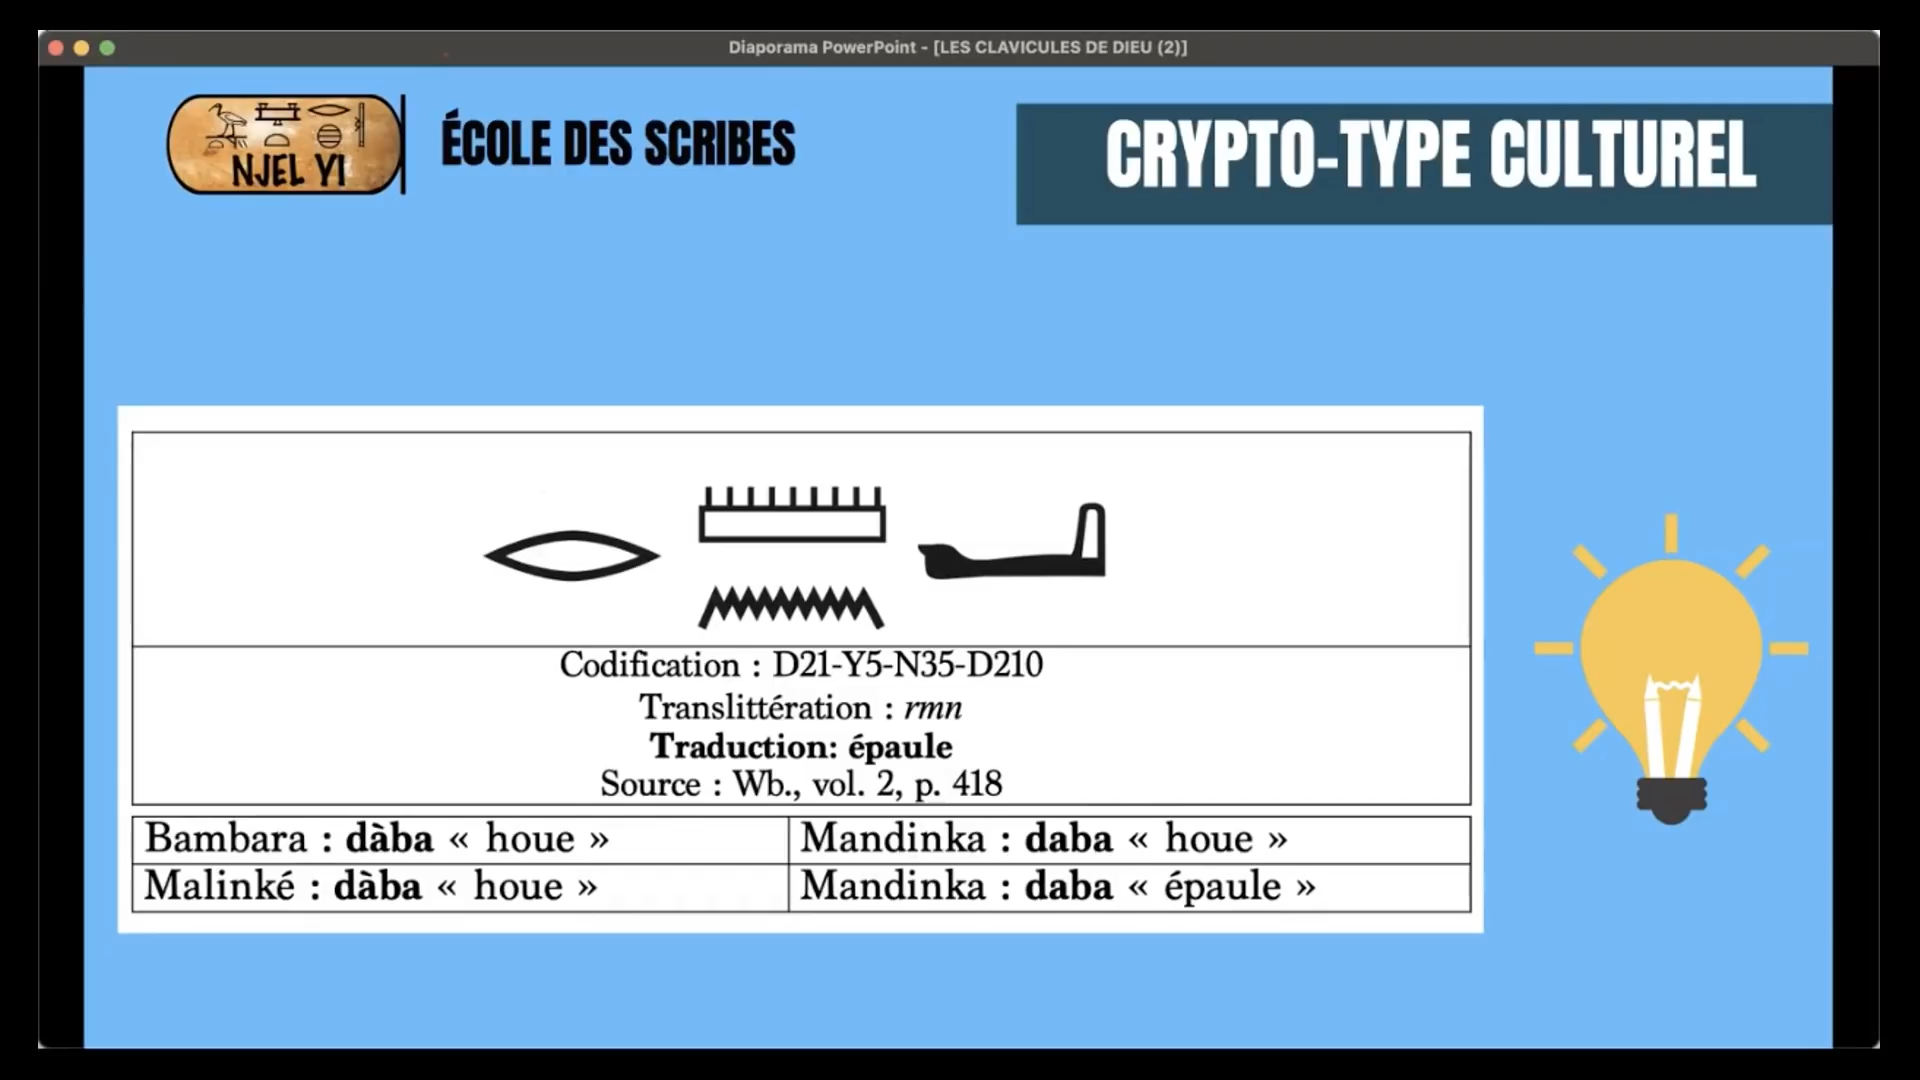 Diaporama PowerPoint - [LES CLAVICULES DE DIEU (2)]
NJEL YI
ÉCOLE DES SCRIBES
CRYPTO-TYPE CULTUREL
Codification : D21-Y5-N35-D210
Translittération : rmn
Traduction: épaule
Source : Wb., vol. 2, p. 418
Bambara : dàba « houe »
Mandinka : daba « houe »
Malinké : dàba « houe »
Mandinka : daba « épaule »